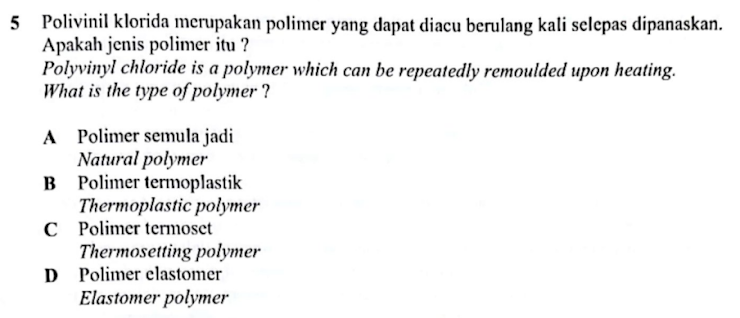 5 Polivinil klorida merupakan polimer yang dapat diacu berulang kali selepas dipanaskan.
Apakah jenis polimer itu ?
Polyvinyl chloride is a polymer which can be repeatedly remoulded upon heating.
What is the type of polymer ?
A Polimer semula jadi
Natural polymer
B Polimer termoplastik
Thermoplastic polymer
C Polimer termoset
Thermosetting polymer
D Polimer elastomer
Elastomer polymer